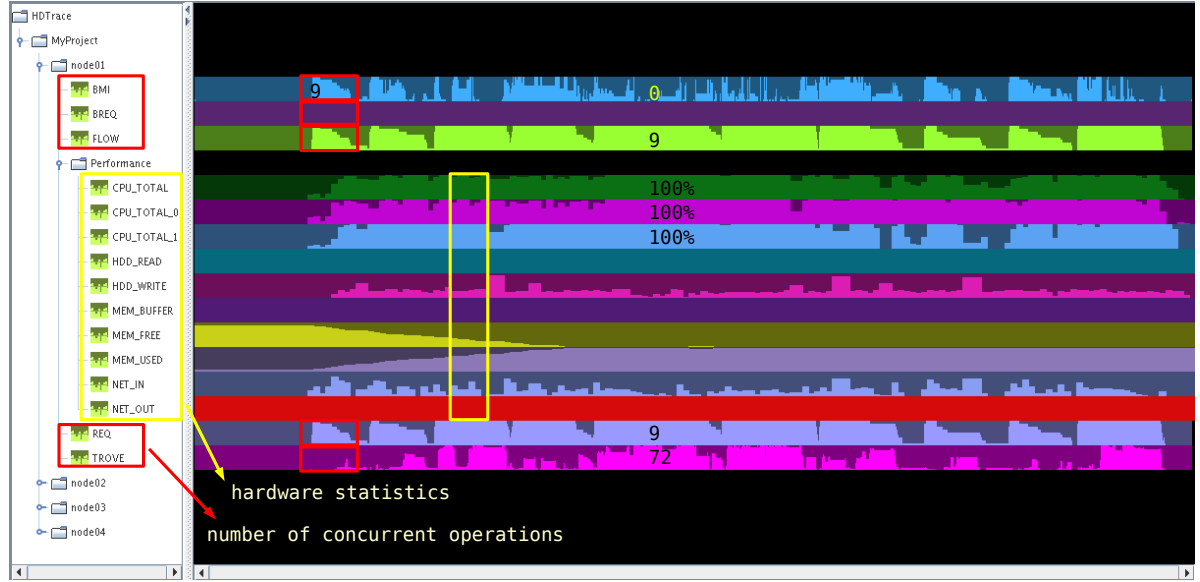 HDTrace
MyProject
node01
BMI 9 0
BREQ
FLOW 9
Performance
CPU_TOTAL 100%
CPU_TOTAL_0 100%
CPU_TOTAL_1 100%
HDD_READ
HDD_WRITE
MEM_BUFFER
MEM_FREE
MEM_USED
NET_IN
NET_OUT
REQ 9
TROVE 72
node02
hardware statistics
node03
node04
number of concurrent operations